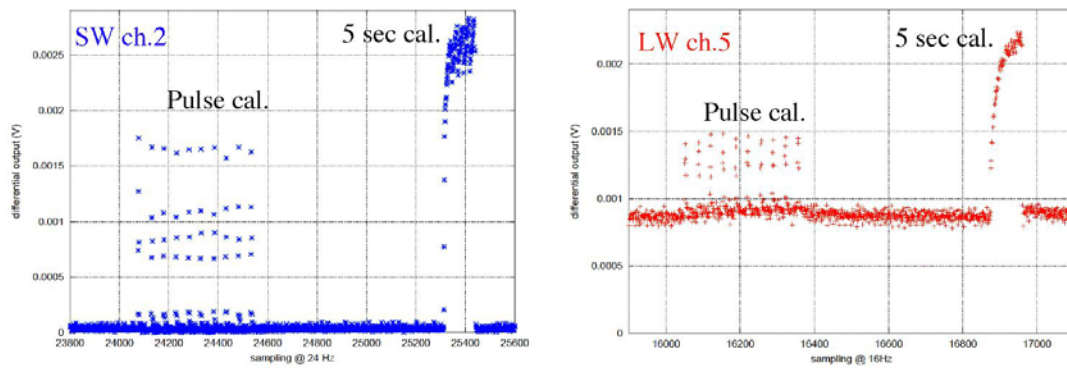 SW ch.2
5 sec cal.
Pulse cal.
differential output (V)
0.0025
0.002
0.0015
0.001
0.0005
0
23800 24000 24200 24400 24600 24800 25000 25200 25400 25600
sampling @ 24 Hz
LW ch.5
5 sec cal.
Pulse cal.
differential output (V)
0.002
0.0015
0.001
0.0005
0
16000 16200 16400 16600 16800 17000
sampling @ 16Hz